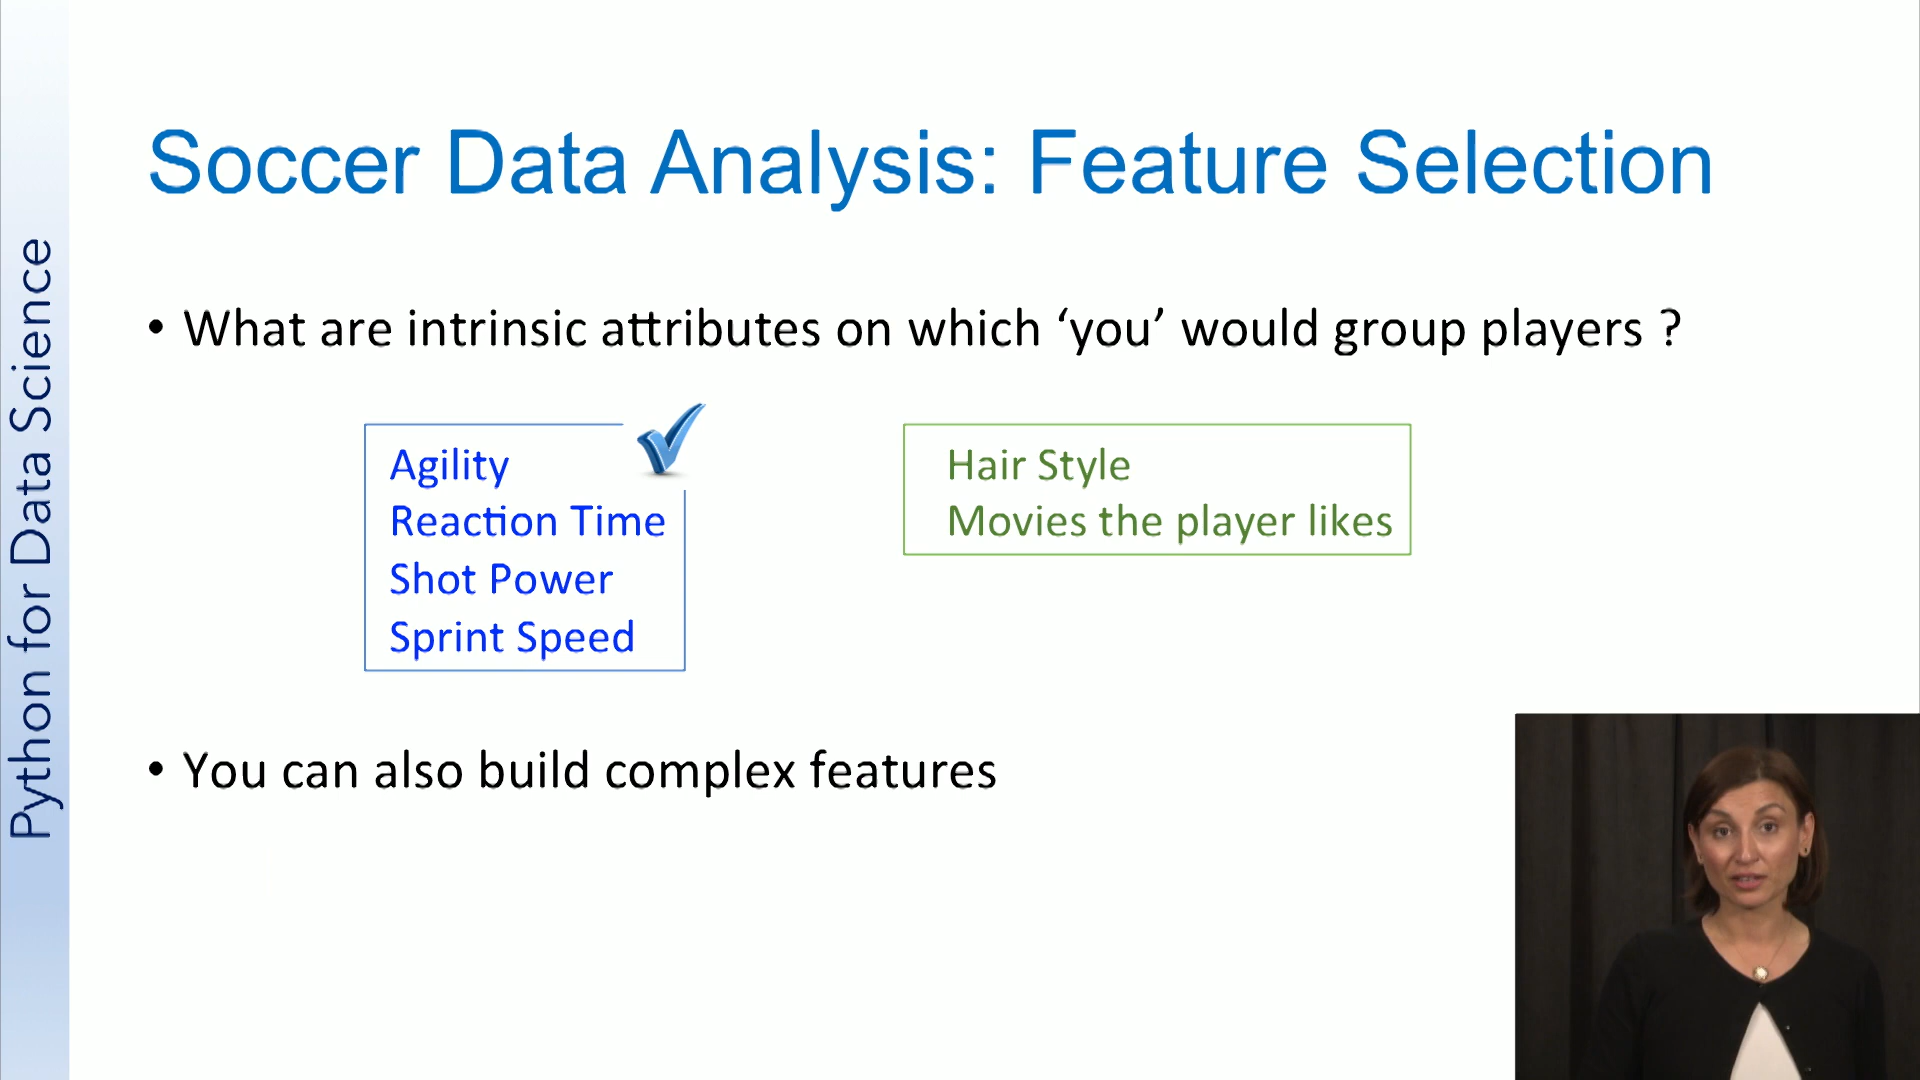 Python for Data Science
Soccer Data Analysis: Feature Selection
• What are intrinsic attributes on which ‘you’ would group players ?
Agility
Reaction Time
Shot Power
Sprint Speed
Hair Style
Movies the player likes
• You can also build complex features